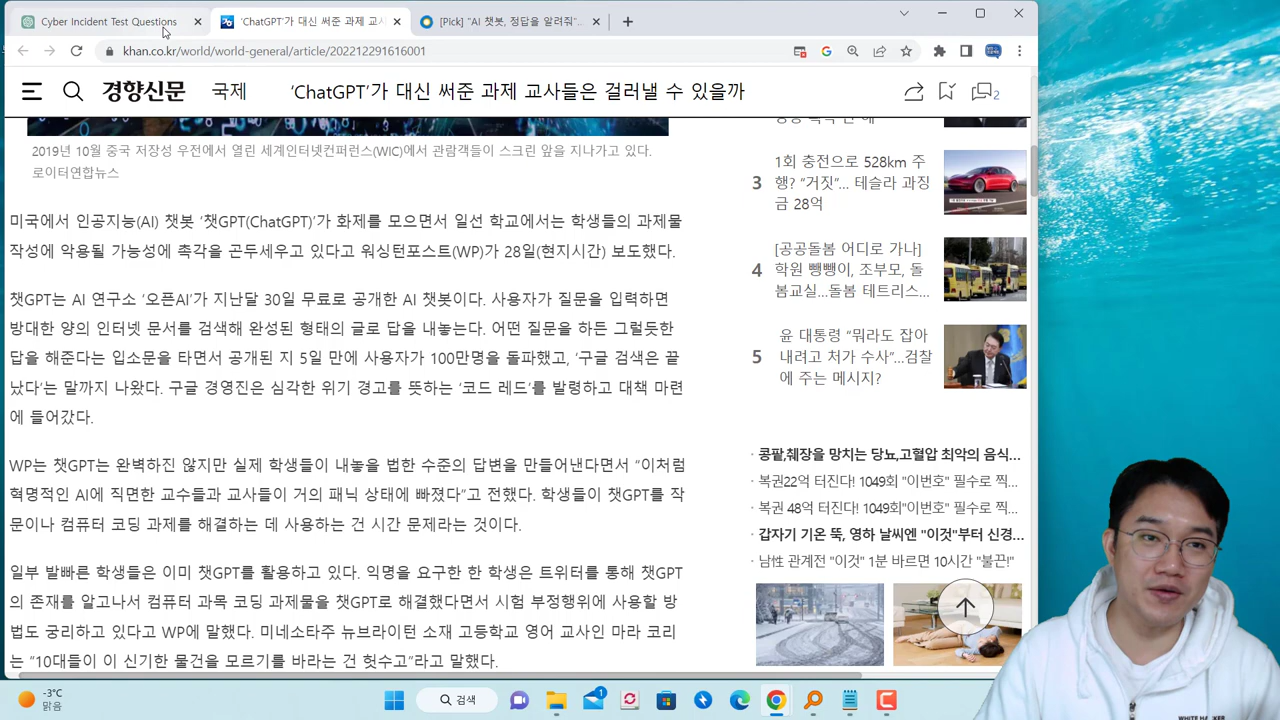 Cyber Incident Test Questions
'ChatGPT'가 대신 써준 과제 교사
[Pick] "AI 챗봇, 정답을 알려줘"...
khan.co.kr/world/world-general/article/202212291616001
경향신문
국제
'ChatGPT'가 대신 써준 과제 교사들은 걸러낼 수 있을까
2
2019년 10월 중국 저장성 우전에서 열린 세계인터넷컨퍼런스(WIC)에서 관람객들이 스크린 앞을 지나가고 있다.
로이터연합뉴스
미국에서 인공지능(AI) 챗봇 '챗GPT(ChatGPT)'가 화제를 모으면서 일선 학교에서는 학생들의 과제물
작성에 악용될 가능성에 촉각을 곤두세우고 있다고 워싱턴포스트(WP)가 28일(현지시간) 보도했다.
챗GPT는 AI 연구소 '오픈AI'가 지난달 30일 무료로 공개한 AI 챗봇이다. 사용자가 질문을 입력하면
방대한 양의 인터넷 문서를 검색해 완성된 형태의 글로 답을 내놓는다. 어떤 질문을 하든 그럴듯한
답을 해준다는 입소문을 타면서 공개된 지 5일 만에 사용자가 100만명을 돌파했고, '구글 검색은 끝
났다'는 말까지 나왔다. 구글 경영진은 심각한 위기 경고를 뜻하는 '코드 레드'를 발령하고 대책 마련
에 들어갔다.
WP는 챗GPT는 완벽하진 않지만 실제 학생들이 내놓을 법한 수준의 답변을 만들어낸다면서 "이처럼
혁명적인 AI에 직면한 교수들과 교사들이 거의 패닉 상태에 빠졌다"고 전했다. 학생들이 챗GPT를 작
문이나 컴퓨터 코딩 과제를 해결하는 데 사용하는 건 시간 문제라는 것이다.
일부 발빠른 학생들은 이미 챗GPT를 활용하고 있다. 익명을 요구한 한 학생은 트위터를 통해 챗GPT
의 존재를 알고나서 컴퓨터 과목 코딩 과제물을 챗GPT로 해결했다면서 시험 부정행위에 사용할 방
법도 궁리하고 있다고 WP에 말했다. 미네소타주 뉴브라이턴 소재 고등학교 영어 교사인 마라 코리
는 "10대들이 이 신기한 물건을 모르기를 바라는 건 헛수고"라고 말했다.
3
1회 충전으로 528km 주
행? "거짓"... 테슬라 과징
금 28억
4
[공공돌봄 어디로 가나]
학원 뺑뺑이, 조부모, 돌
봄교실...돌봄 테트리스...
5
윤 대통령 "뭐라도 잡아
내려고 처가 수사"...검찰
에 주는 메시지?
· 콩팥,췌장을 망치는 당뇨,고혈압 최악의 음식...
· 복권22억 터진다! 1049회 "이번호" 필수로 찍...
· 복권 48억 터진다! 1049회"이번호" 필수로 찍...
· 갑자기 기온 뚝, 영하 날씨엔 "이것"부터 신경...
· 남성 관계전 "이것" 1분 바르면 10시간 "불끈!"
-3°C
맑음
검색
1
WHITE HACKER